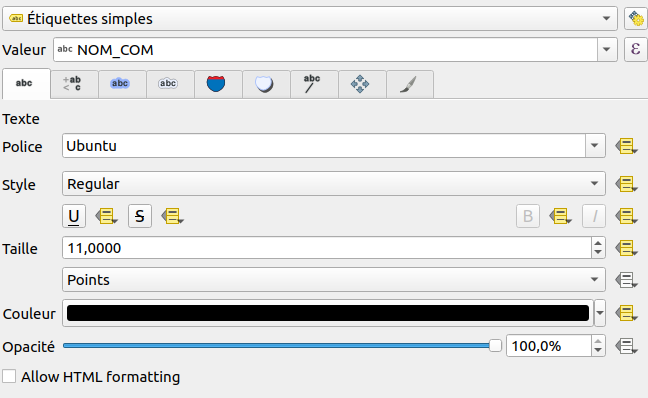 abc Étiquettes simples
Valeur abc NOM_COM ε
abc +ab < c abc abc abc
Texte
Police Ubuntu
Style Regular
U S B I
Taille 11,0000
Points
Couleur
Opacité 100,0%
Allow HTML formatting